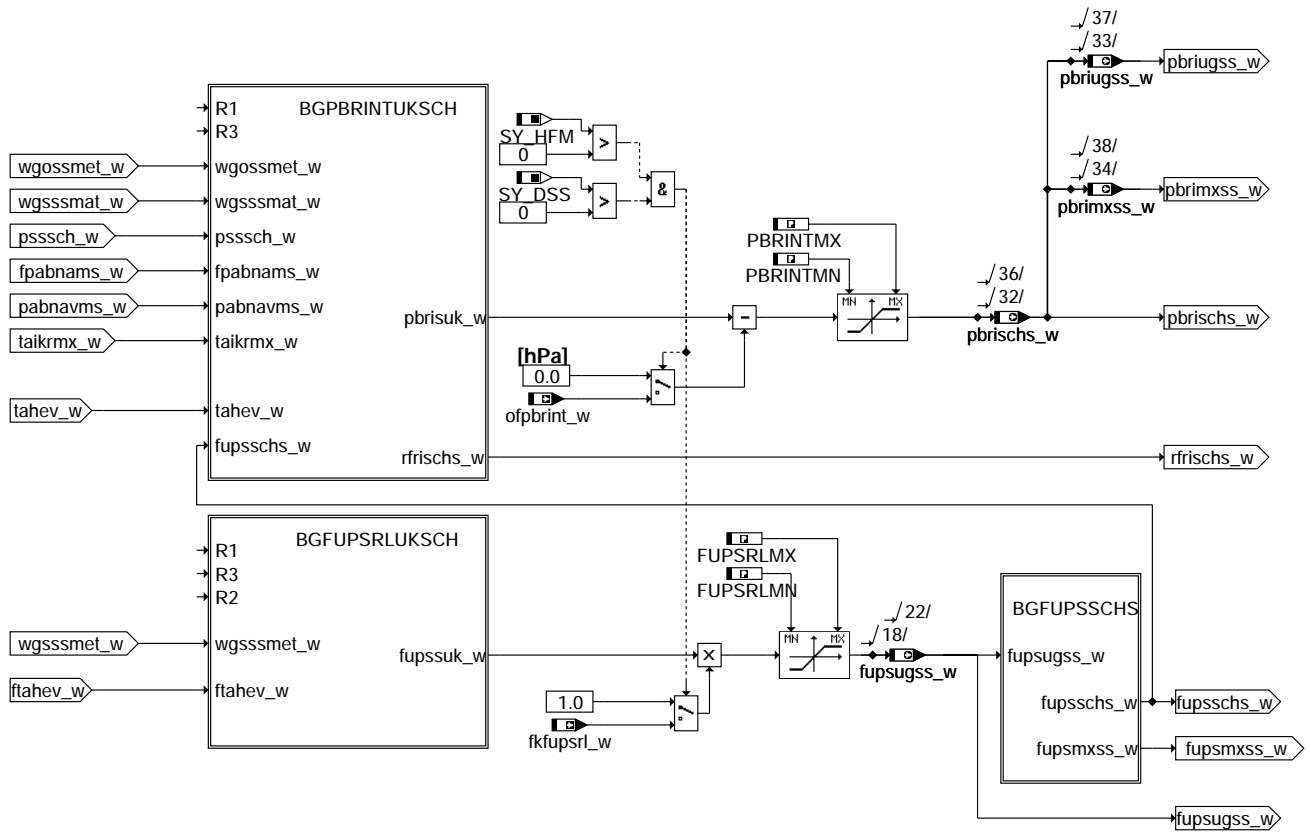 37/
33/
pbriugss_w
pbriugss_w
BGPBRINTUKSCH
R1
R3
wgossmet_w
wgossmet_w
wgsssmat_w
wgsssmat_w
psssch_w
psssch_w
fpabnams_w
fpabnams_w
pabnavms_w
pabnavms_w
taikrmx_w
taikrmx_w
tahev_w
tahev_w
fupsschs_w
pbrisuk_w
rfrischs_w
SY_HFM
0
>
SY_DSS
0
>
&
38/
34/
pbrimxss_w
pbrimxss_w
PBRINTMX
PBRINTMN
MN MX
36/
32/
pbrischs_w
pbrischs_w
-
[hPa]
0.0
ofpbrint_w
rfrischs_w
BGFUPSRLUKSCH
R1
R3
R2
wgsssmet_w
wgsssmet_w
ftahev_w
ftahev_w
fupssuk_w
X
1.0
fkfupsrl_w
FUPSRLMX
FUPSRLMN
MN MX
22/
18/
fupsugss_w
BGFUPSSCHS
fupsugss_w
fupsschs_w
fupsschs_w
fupsmxss_w
fupsmxss_w
fupsugss_w